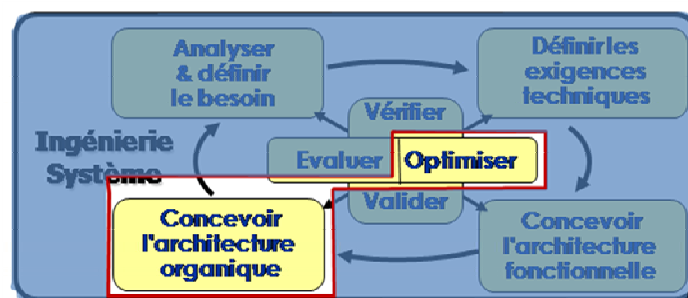 Analyser
& définir
le besoin
Définir les
exigences
techniques
Vérifier
Ingénierie
Système
Evaluer
Optimiser
Valider
Concevoir
l'architecture
organique
Concevoir
l'architecture
fonctionnelle